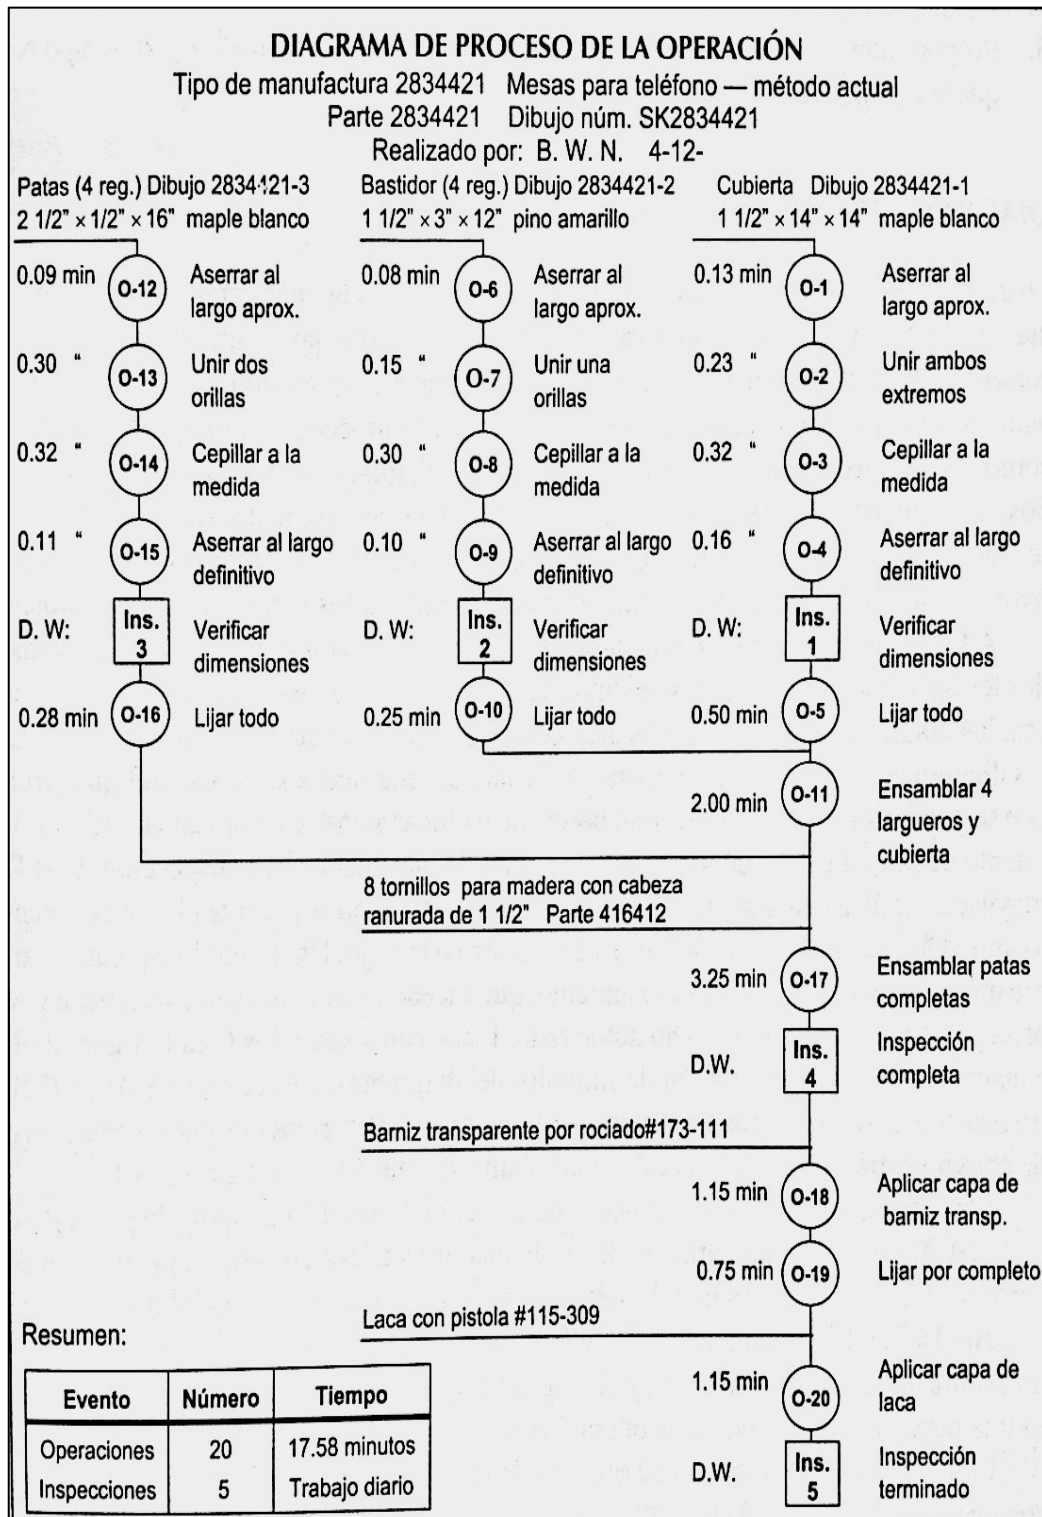 DIAGRAMA DE PROCESO DE LA OPERACIÓN
Tipo de manufactura 2834421 Mesas para teléfono — método actual
Parte 2834421 Dibujo núm. SK2834421
Realizado por: B. W. N. 4-12-
Patas (4 reg.) Dibujo 2834421-3
2 1/2" × 1/2" × 16" maple blanco
0.09 min
O-12
Aserrar al
largo aprox.
0.30 "
O-13
Unir dos
orillas
0.32 "
O-14
Cepillar a la
medida
0.11 "
O-15
Aserrar al largo
definitivo
D. W:
Ins.
3
Verificar
dimensiones
0.28 min
O-16
Lijar todo
Bastidor (4 reg.) Dibujo 2834421-2
1 1/2" × 3" × 12" pino amarillo
0.08 min
O-6
Aserrar al
largo aprox.
0.15 "
O-7
Unir una
orillas
0.30 "
O-8
Cepillar a la
medida
0.10 "
O-9
Aserrar al largo
definitivo
D. W:
Ins.
2
Verificar
dimensiones
0.25 min
O-10
Lijar todo
Cubierta Dibujo 2834421-1
1 1/2" × 14" × 14" maple blanco
0.13 min
O-1
Aserrar al
largo aprox.
0.23 "
O-2
Unir ambos
extremos
0.32 "
O-3
Cepillar a la
medida
0.16 "
O-4
Aserrar al largo
definitivo
D. W:
Ins.
1
Verificar
dimensiones
0.50 min
O-5
Lijar todo
2.00 min
O-11
Ensamblar 4
largueros y
cubierta
8 tornillos para madera con cabeza
ranurada de 1 1/2" Parte 416412
3.25 min
O-17
Ensamblar patas
completas
D.W.
Ins.
4
Inspección
completa
Barniz transparente por rociado#173-111
1.15 min
O-18
Aplicar capa de
barniz transp.
0.75 min
O-19
Lijar por completo
Laca con pistola #115-309
1.15 min
O-20
Aplicar capa de
laca
D.W.
Ins.
5
Inspección
terminado
Resumen:
Evento Número Tiempo
Operaciones 20 17.58 minutos
Inspecciones 5 Trabajo diario